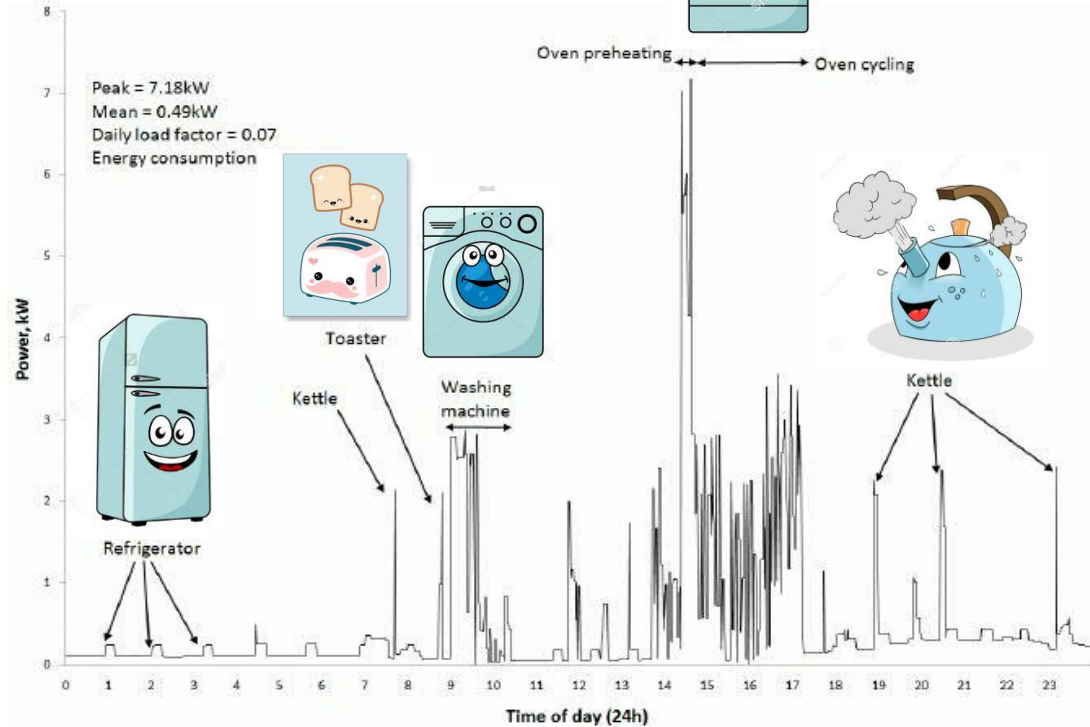 8
Oven preheating
Oven cycling
Peak = 7.18kW
Mean = 0.49kW
Daily load factor = 0.07
Energy consumption
7
6
5
4
3
2
1
0
Power, kW
Toaster
Kettle
Washing
machine
Kettle
Refrigerator
0 1 2 3 4 5 6 7 8 9 10 11 12 13 14 15 16 17 18 19 20 21 22 23
Time of day (24h)